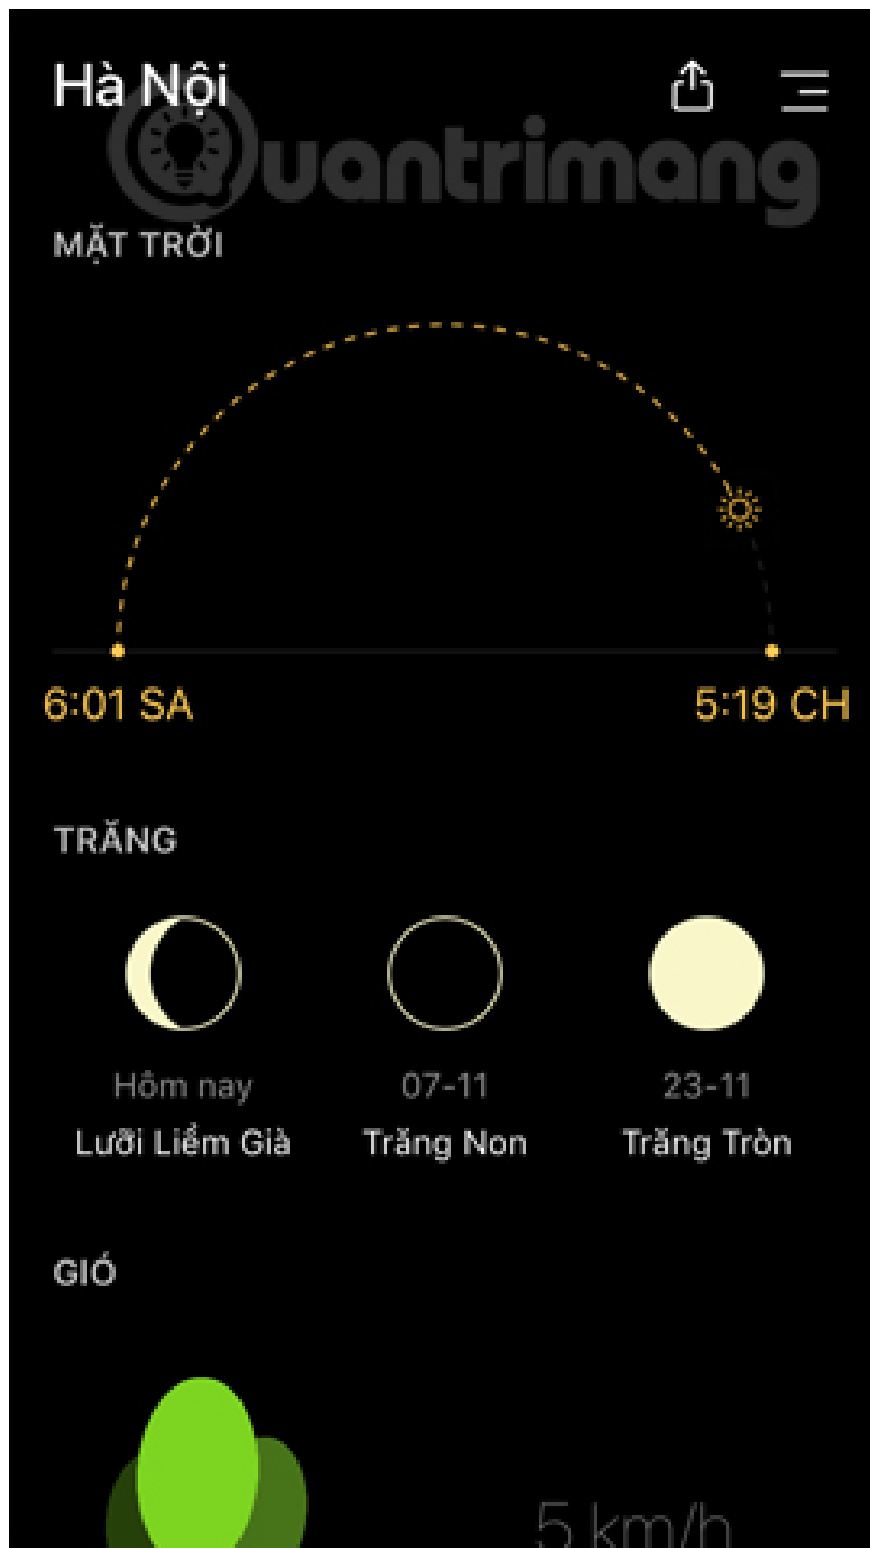 Hà Nội
Quantrimang
MẶT TRỜI
6:01 SA
5:19 CH
TRĂNG
Hôm nay
07-11
23-11
Lưỡi Liềm Già
Trăng Non
Trăng Tròn
GIÓ
5 km/h